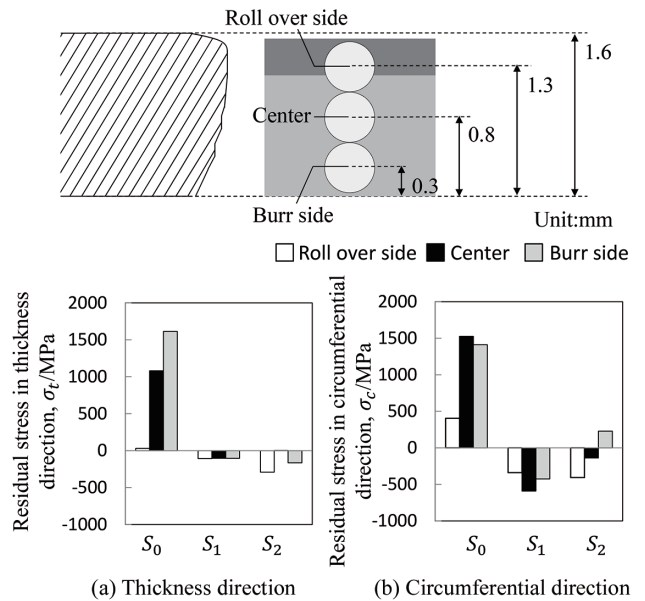 Roll over side
1.6
1.3
Center
0.8
0.3
Burr side
Unit:mm
Roll over side Center Burr side
Residual stress in thickness direction, σt/MPa
2000
1500
1000
500
0
-500
-1000
S0 S1 S2
(a) Thickness direction
Residual stress in circumferential direction, σc/MPa
2000
1500
1000
500
0
-500
-1000
S0 S1 S2
(b) Circumferential direction